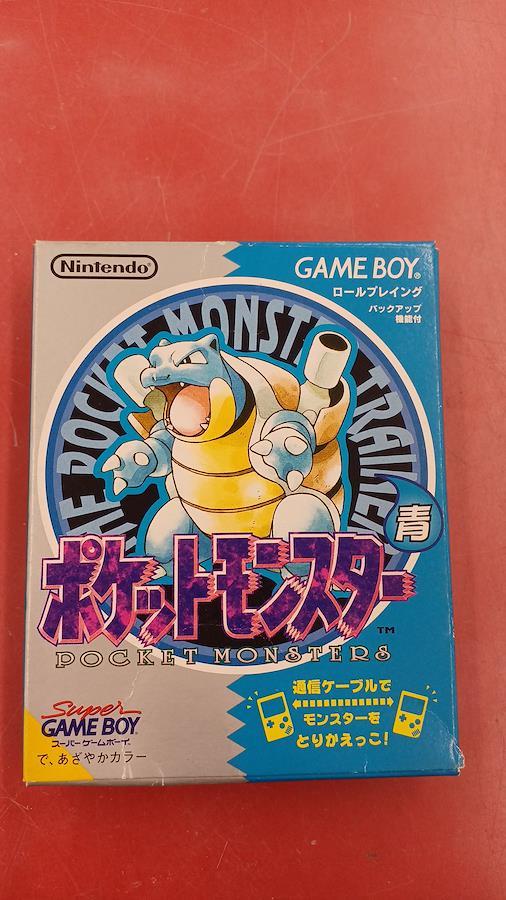 Nintendo®
GAME BOY®
ロールプレイング
バックアップ
機能付
THE POCKET MONSTER TRAINER
青
ポケットモンスター
TM
POCKET MONSTERS
通信ケーブルで
モンスターを
とりかえっこ!
Super
GAME BOY®
スーパーゲームボーイ
で、あざやかカラー